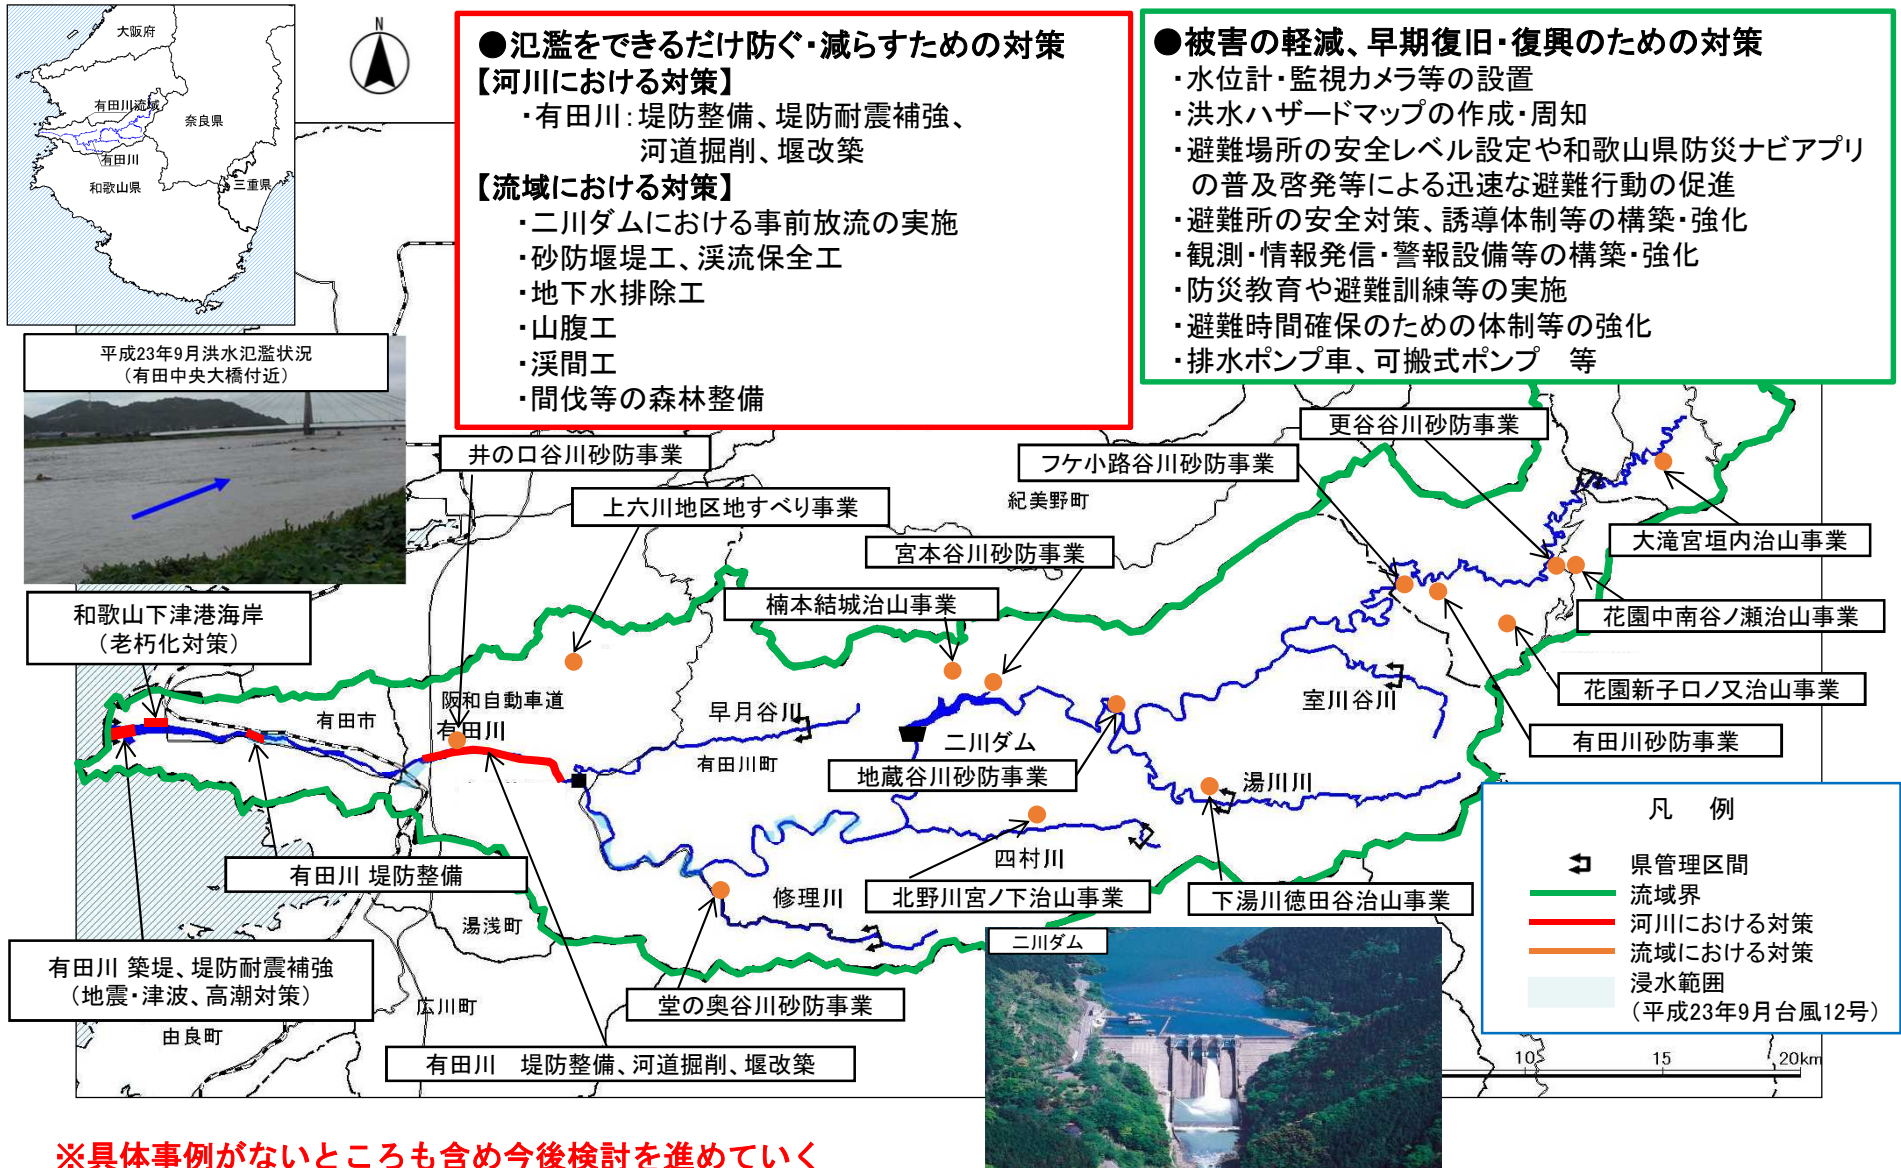 大阪府
有田川流域
奈良県
有田川
和歌山県
三重県
N
●氾濫をできるだけ防ぐ・減らすための対策
【河川における対策】
・有田川：堤防整備、堤防耐震補強、
河道掘削、堰改築
【流域における対策】
・二川ダムにおける事前放流の実施
・砂防堰堤工、渓流保全工
・地下水排除工
・山腹工
・渓間工
・間伐等の森林整備
●被害の軽減、早期復旧・復興のための対策
・水位計・監視カメラ等の設置
・洪水ハザードマップの作成・周知
・避難場所の安全レベル設定や和歌山県防災ナビアプリ
の普及啓発等による迅速な避難行動の促進
・避難所の安全対策、誘導体制等の構築・強化
・観測・情報発信・警報設備等の構築・強化
・防災教育や避難訓練等の実施
・避難時間確保のための体制等の強化
・排水ポンプ車、可搬式ポンプ　等
平成23年9月洪水氾濫状況
（有田中央大橋付近）
井の口谷川砂防事業
更谷谷川砂防事業
フケ小路谷川砂防事業
上六川地区地すべり事業
紀美野町
宮本谷川砂防事業
大滝宮垣内治山事業
楠本結城治山事業
和歌山下津港海岸
（老朽化対策）
花園中南谷ノ瀬治山事業
花園新子ロノ又治山事業
阪和自動車道
有田市
有田川
早月谷川
室川谷川
二川ダム
有田川砂防事業
有田川町
地蔵谷川砂防事業
湯川川
四村川
有田川 堤防整備
修理川
北野川宮ノ下治山事業
下湯川徳田谷治山事業
湯浅町
二川ダム
有田川 築堤、堤防耐震補強
（地震・津波、高潮対策）
広川町
堂の奥谷川砂防事業
由良町
有田川　堤防整備、河道掘削、堰改築
凡　例
県管理区間
流域界
河川における対策
流域における対策
浸水範囲
（平成23年9月台風12号）
10
15
20km
※具体事例がないところも含め今後検討を進めていく